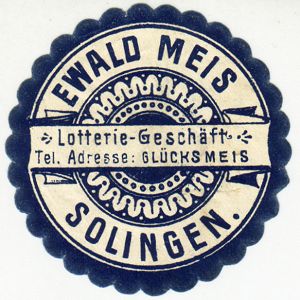 EWALD MEIS
Lotterie-Geschäft
Tel. Adresse: GLÜCKSMEIS
SOLINGEN.